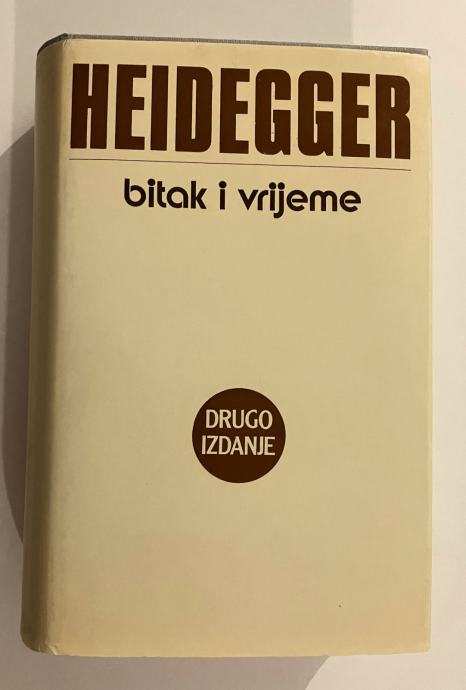 HEIDEGGER
bitak i vrijeme
DRUGO
IZDANJE